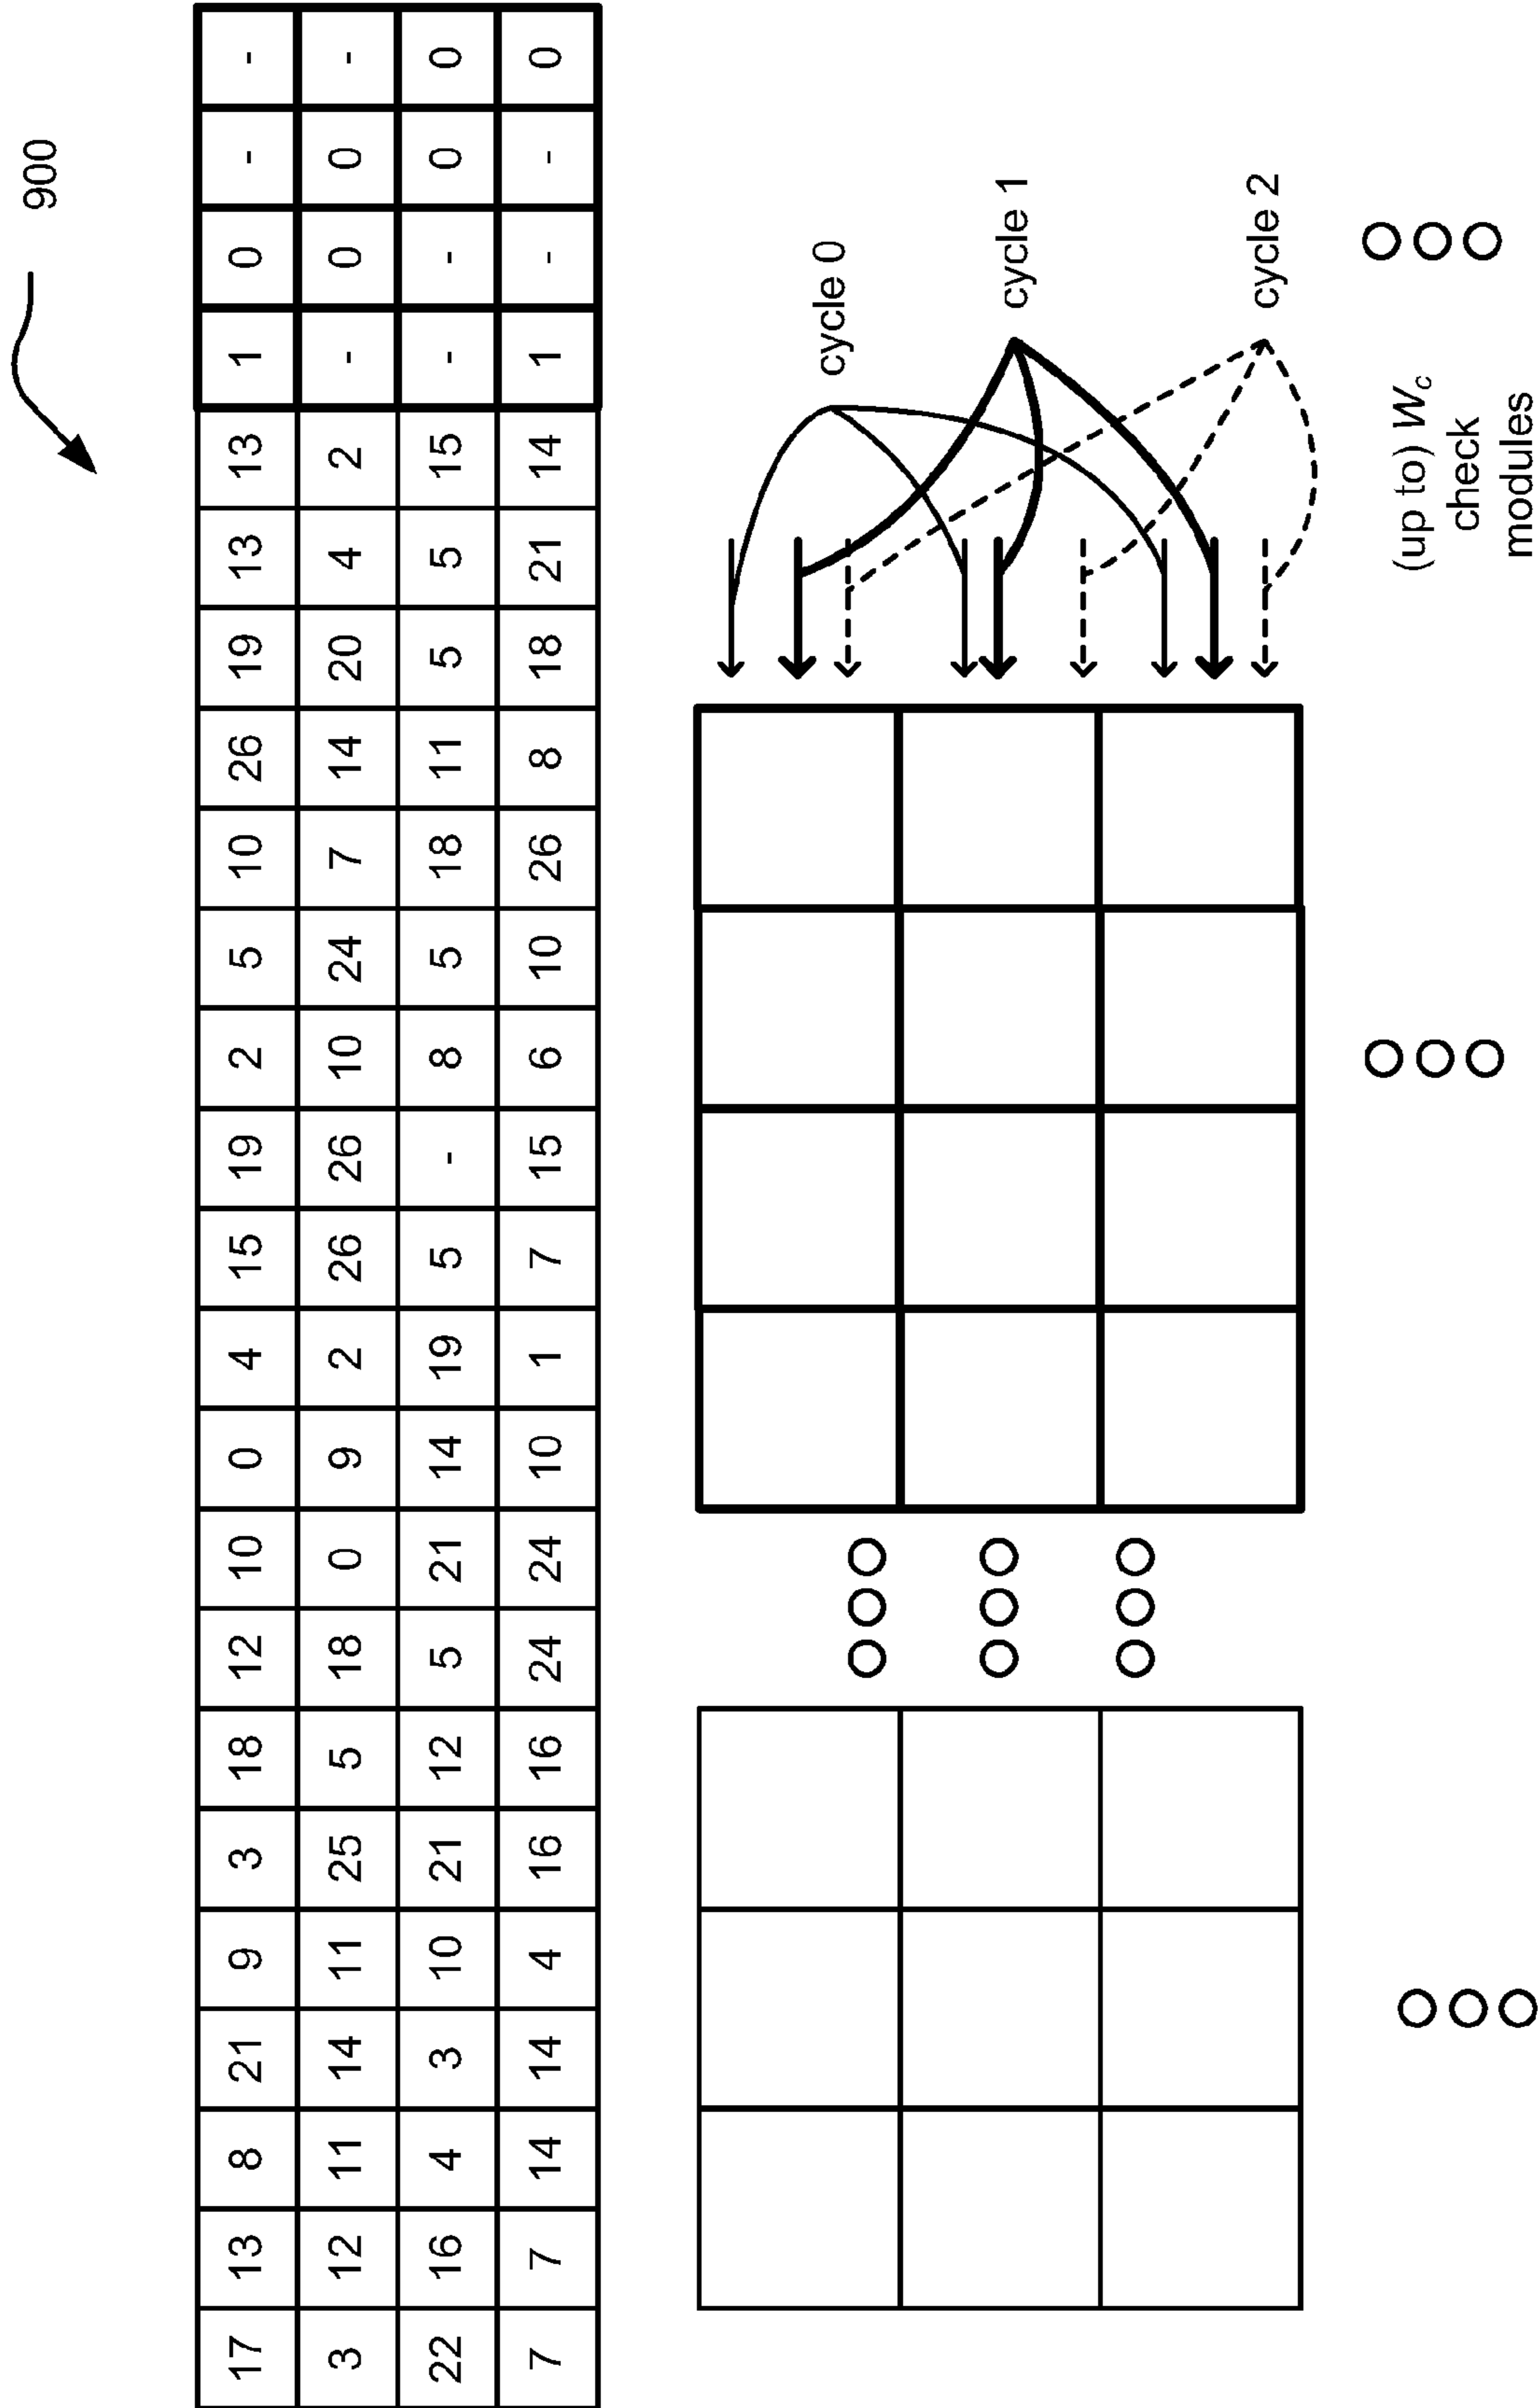 900
17 13 8 21 9 3 18 12 10 0 4 15 19 2 5 10 26 19 13 13 1 0 - -
3 12 11 14 11 25 5 18 0 9 2 26 26 10 24 7 14 20 4 2 - 0 0 -
22 16 4 3 10 21 12 5 21 14 19 5 - 8 5 18 11 5 5 15 - - 0 0
7 7 14 14 4 16 16 24 24 10 1 7 15 6 10 26 8 18 21 14 1 - - 0
cycle 0
cycle 1
cycle 2
(up to) Wc
check
modules